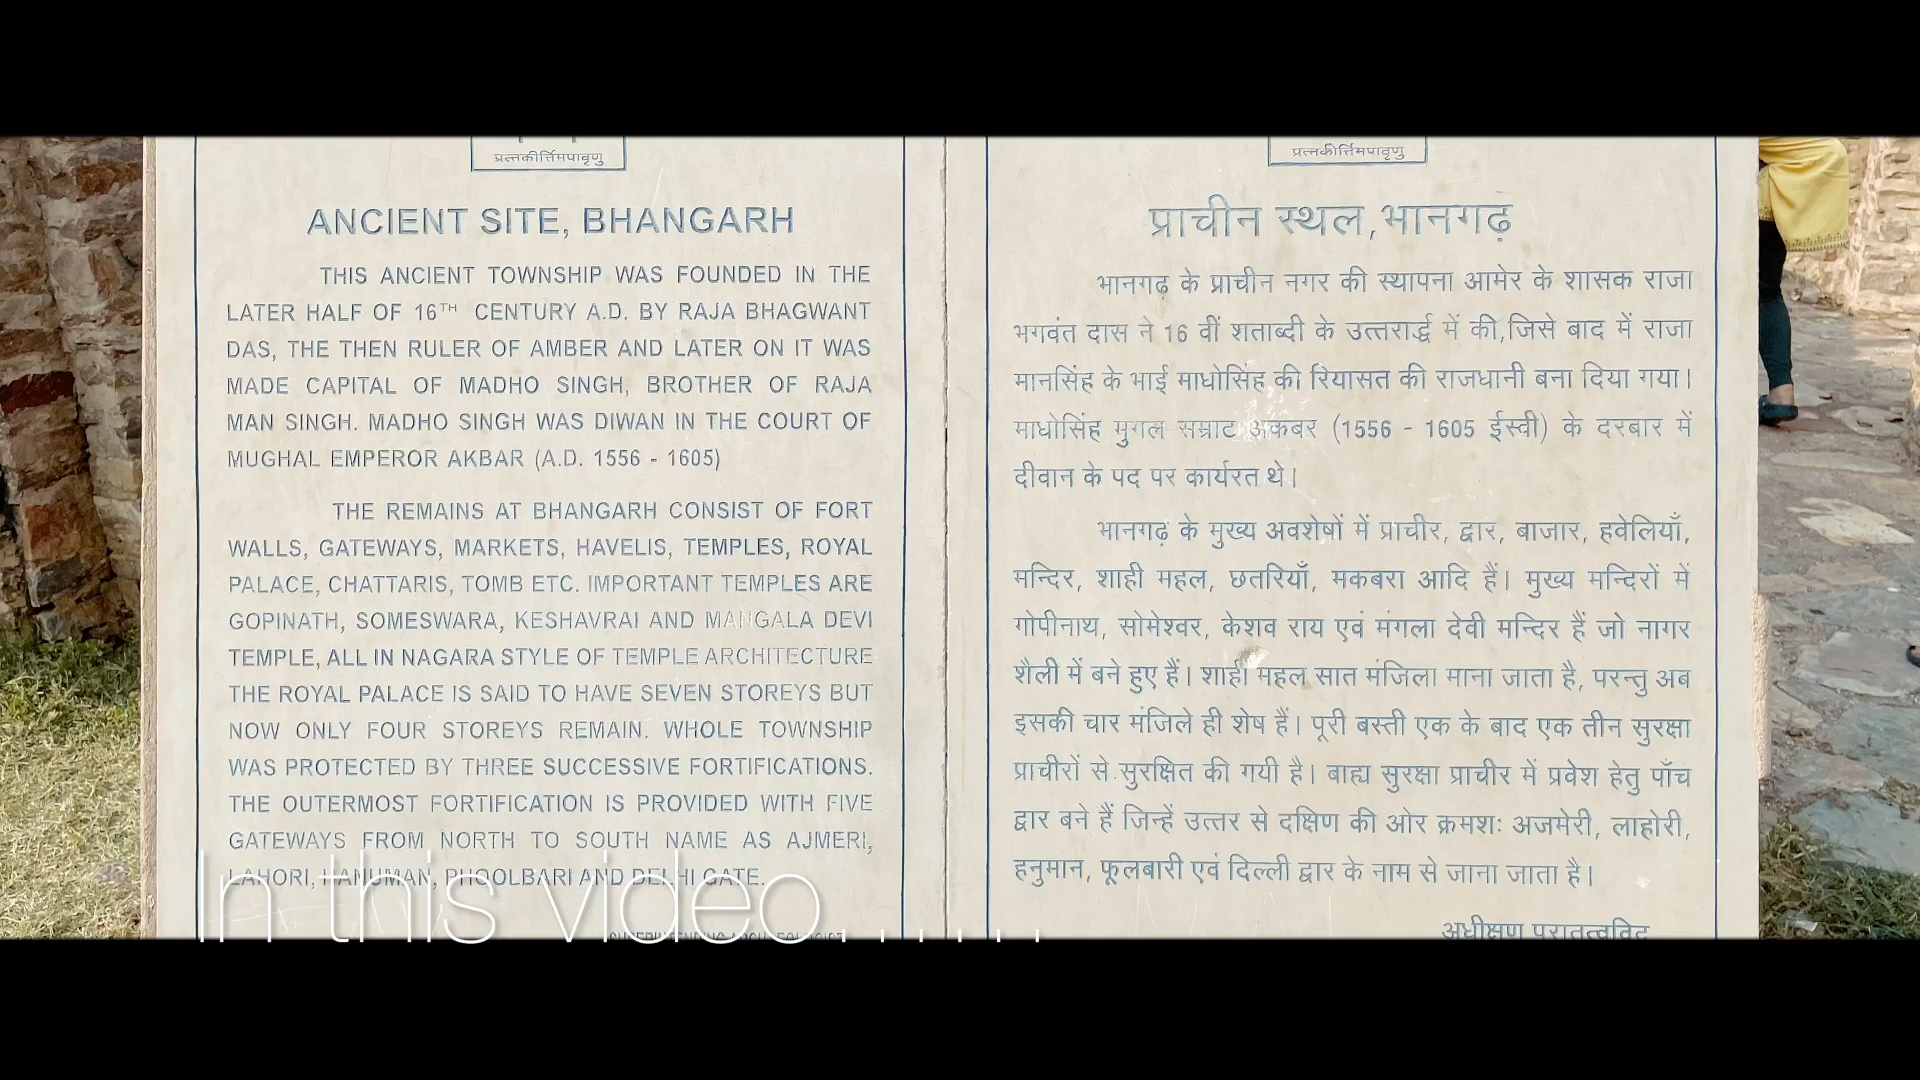 प्रत्नकीर्त्तिमपावृणु
ANCIENT SITE, BHANGARH
THIS ANCIENT TOWNSHIP WAS FOUNDED IN THE
LATER HALF OF 16TH CENTURY A.D. BY RAJA BHAGWANT
DAS, THE THEN RULER OF AMBER AND LATER ON IT WAS
MADE CAPITAL OF MADHO SINGH, BROTHER OF RAJA
MAN SINGH. MADHO SINGH WAS DIWAN IN THE COURT OF
MUGHAL EMPEROR AKBAR (A.D. 1556 - 1605)
THE REMAINS AT BHANGARH CONSIST OF FORT
WALLS, GATEWAYS, MARKETS, HAVELIS, TEMPLES, ROYAL
PALACE, CHATTARIS, TOMB ETC. IMPORTANT TEMPLES ARE
GOPINATH, SOMESWARA, KESHAVRAI AND MANGALA DEVI
TEMPLE, ALL IN NAGARA STYLE OF TEMPLE ARCHITECTURE
THE ROYAL PALACE IS SAID TO HAVE SEVEN STOREYS BUT
NOW ONLY FOUR STOREYS REMAIN. WHOLE TOWNSHIP
WAS PROTECTED BY THREE SUCCESSIVE FORTIFICATIONS.
THE OUTERMOST FORTIFICATION IS PROVIDED WITH FIVE
GATEWAYS FROM NORTH TO SOUTH NAME AS AJMERI,
LAHORI, HANUMAN, PHOOLBARI AND DELHI GATE.
SUPERINTENDING ARCHAEOLOGIST
प्रत्नकीर्त्तिमपावृणु
प्राचीन स्थल, भानगढ़
भानगढ़ के प्राचीन नगर की स्थापना आमेर के शासक राजा
भगवंत दास ने 16 वीं शताब्दी के उत्तरार्द्ध में की,जिसे बाद में राजा
मानसिंह के भाई माधोसिंह की रियासत की राजधानी बना दिया गया।
माधोसिंह मुगल सम्राट अकबर (1556 - 1605 ईस्वी) के दरबार में
दीवान के पद पर कार्यरत थे।
भानगढ़ के मुख्य अवशेषों में प्राचीर, द्वार, बाजार, हवेलियाँ,
मन्दिर, शाही महल, छतरियाँ, मकबरा आदि हैं। मुख्य मन्दिरों में
गोपीनाथ, सोमेश्वर, केशव राय एवं मंगला देवी मन्दिर हैं जो नागर
शैली में बने हुए हैं। शाही महल सात मंजिला माना जाता है, परन्तु अब
इसकी चार मंजिले ही शेष हैं। पूरी बस्ती एक के बाद एक तीन सुरक्षा
प्राचीरों से सुरक्षित की गयी है। बाह्य सुरक्षा प्राचीर में प्रवेश हेतु पाँच
द्वार बने हैं जिन्हें उत्तर से दक्षिण की ओर क्रमशः अजमेरी, लाहोरी,
हनुमान, फूलबारी एवं दिल्ली द्वार के नाम से जाना जाता है।
अधीक्षण पुरातत्वविद
In this video.......